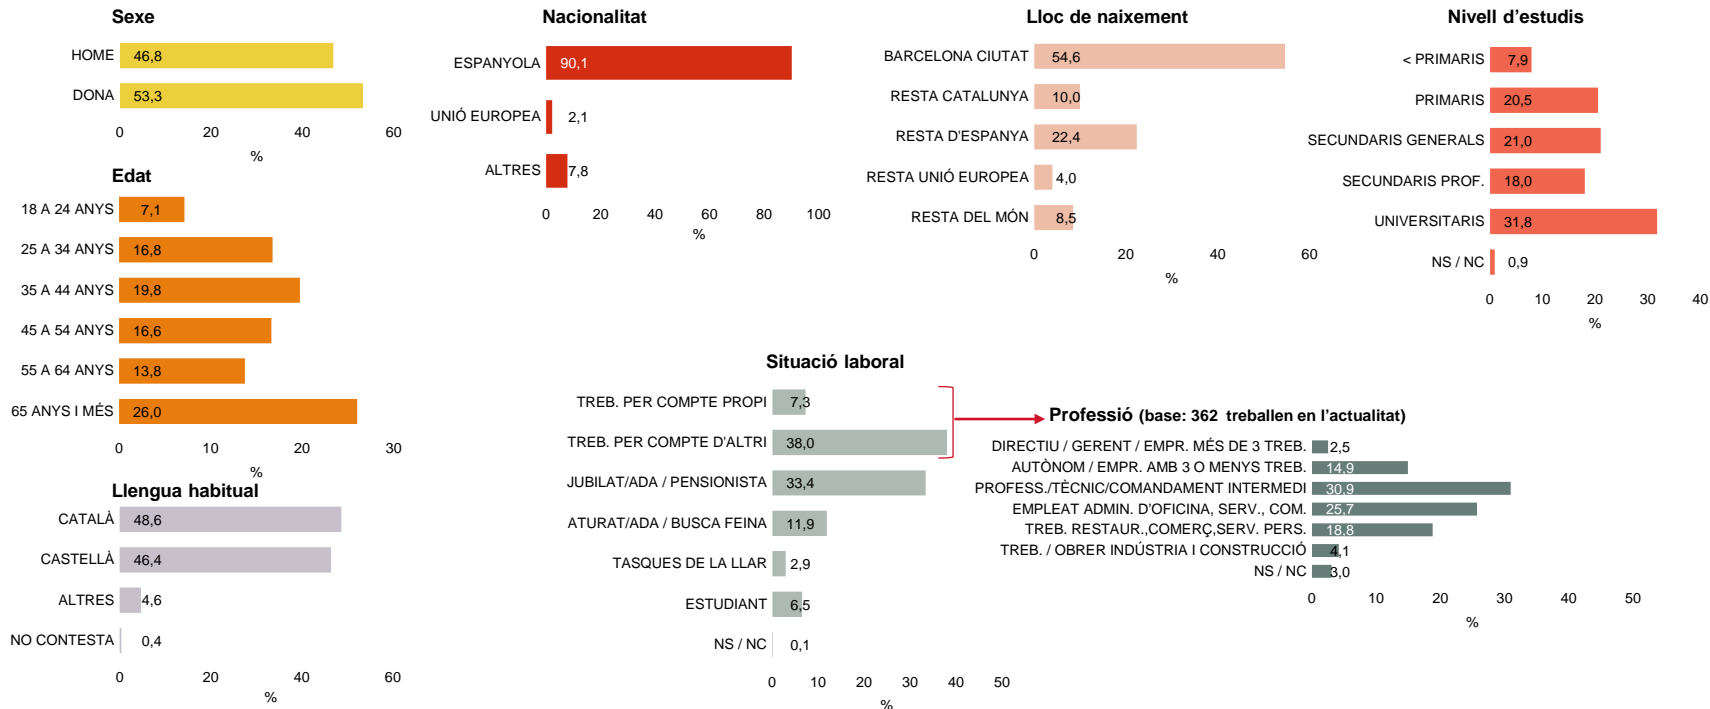 Sexe
HOME 46,8
DONA 53,3
0 20 40 60
%
Edat
18 A 24 ANYS 7,1
25 A 34 ANYS 16,8
35 A 44 ANYS 19,8
45 A 54 ANYS 16,6
55 A 64 ANYS 13,8
65 ANYS I MÉS 26,0
0 10 20 30
%
Llengua habitual
CATALÀ 48,6
CASTELLÀ 46,4
ALTRES 4,6
NO CONTESTA 0,4
0 20 40 60
%
Nacionalitat
ESPANYOLA 90,1
UNIÓ EUROPEA 2,1
ALTRES 7,8
0 20 40 60 80 100
%
Lloc de naixement
BARCELONA CIUTAT 54,6
RESTA CATALUNYA 10,0
RESTA D'ESPANYA 22,4
RESTA UNIÓ EUROPEA 4,0
RESTA DEL MÓN 8,5
0 20 40 60
%
Nivell d'estudis
< PRIMARIS 7,9
PRIMARIS 20,5
SECUNDARIS GENERALS 21,0
SECUNDARIS PROF. 18,0
UNIVERSITARIS 31,8
NS / NC 0,9
0 10 20 30 40
%
Situació laboral
TREB. PER COMPTE PROPI 7,3
TREB. PER COMPTE D'ALTRI 38,0
JUBILAT/ADA / PENSIONISTA 33,4
ATURAT/ADA / BUSCA FEINA 11,9
TASQUES DE LA LLAR 2,9
ESTUDIANT 6,5
NS / NC 0,1
0 10 20 30 40 50
%
Professió (base: 362 treballen en l'actualitat)
DIRECTIU / GERENT / EMPR. MÉS DE 3 TREB. 2,5
AUTÒNOM / EMPR. AMB 3 O MENYS TREB. 14,9
PROFESS./TÈCNIC/COMANDAMENT INTERMEDI 30,9
EMPLEAT ADMIN. D'OFICINA, SERV., COM. 25,7
TREB. RESTAUR.,COMERÇ,SERV. PERS. 18,8
TREB. / OBRER INDÚSTRIA I CONSTRUCCIÓ 4,1
NS / NC 3,0
0 10 20 30 40 50
%